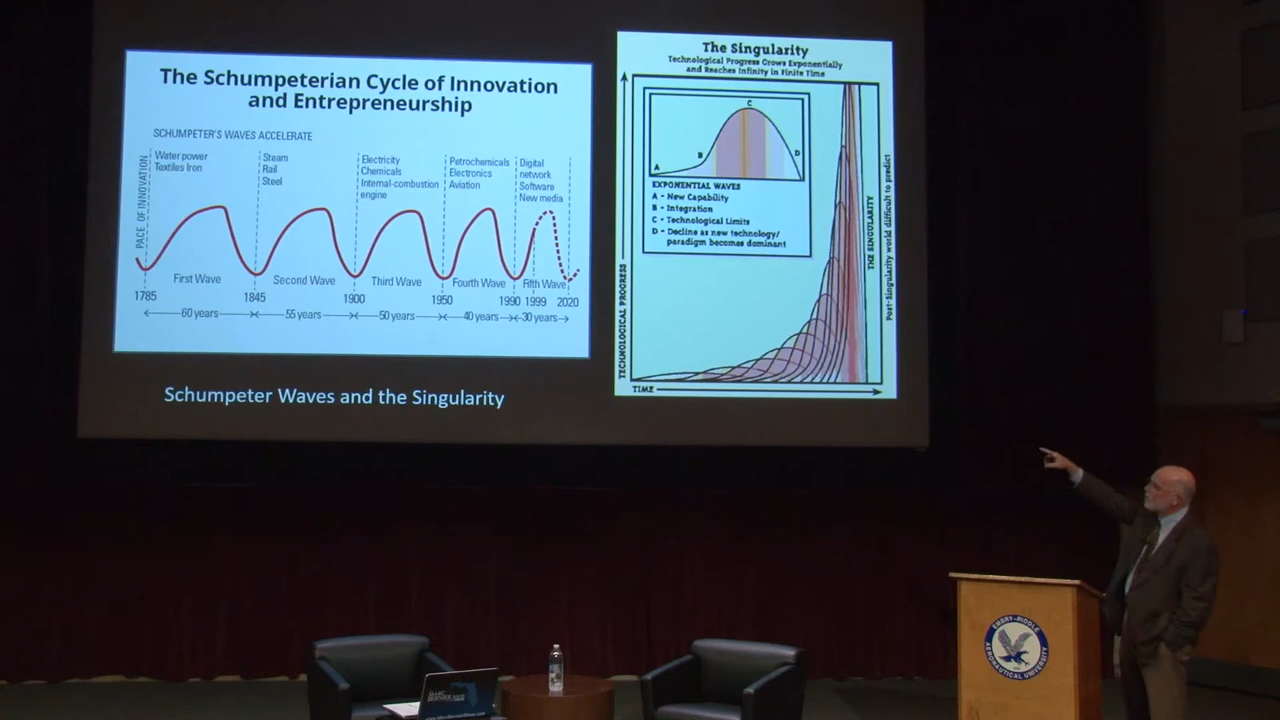 The Schumpeterian Cycle of Innovation
and Entrepreneurship
SCHUMPETER'S WAVES ACCELERATE
PACE OF INNOVATION
Water power
Textiles Iron
Steam
Rail
Steel
Electricity
Chemicals
Internal-combustion
engine
Petrochemicals
Electronics
Aviation
Digital
network
Software
New media
First Wave
Second Wave
Third Wave
Fourth Wave
Fifth Wave
1785
1845
1900
1950
1990
1999
2020
60 years
55 years
50 years
40 years
30 years
Schumpeter Waves and the Singularity
The Singularity
Technological Progress Grows Exponentially
and Reaches Infinity in Finite Time
A
B
C
D
EXPONENTIAL WAVES
A - New Capability
B - Integration
C - Technological Limits
D - Decline as new technology/
paradigm becomes dominant
TECHNOLOGICAL PROGRESS
TIME
THE SINGULARITY
Post-Singularity world difficult to predict
EMBRY-RIDDLE
AERONAUTICAL UNIVERSITY